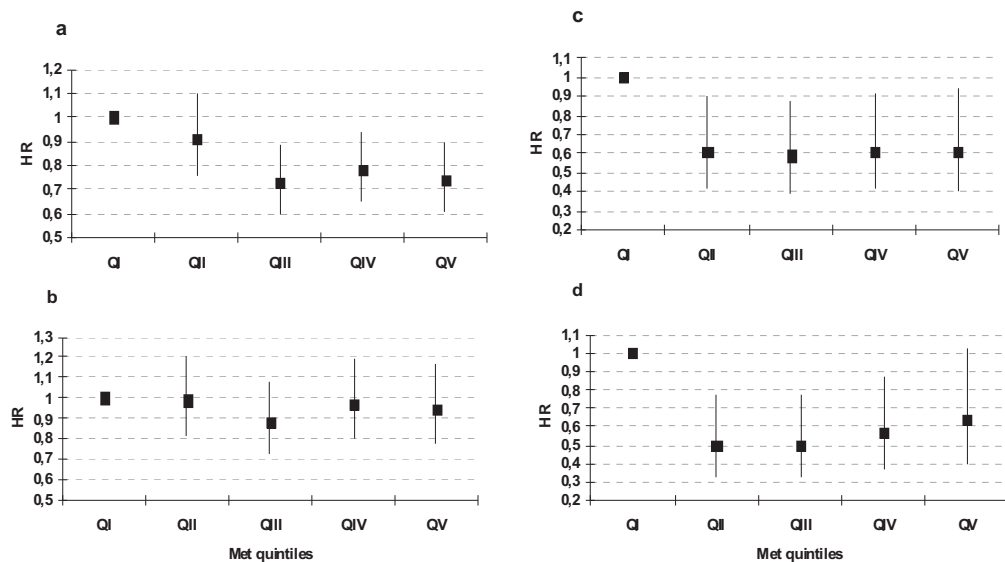 a
1,2
1,1
1
0,9
0,8
0,7
0,6
0,5
HR
QI QII QIII QIV QV
b
1,3
1,2
1,1
1
0,9
0,8
0,7
0,6
0,5
HR
QI QII QIII QIV QV
Met quintiles
c
1,1
1
0,9
0,8
0,7
0,6
0,5
0,4
0,3
0,2
HR
QI QII QIII QIV QV
d
1,1
1
0,9
0,8
0,7
0,6
0,5
0,4
0,3
0,2
HR
QI QII QIII QIV QV
Met quintiles